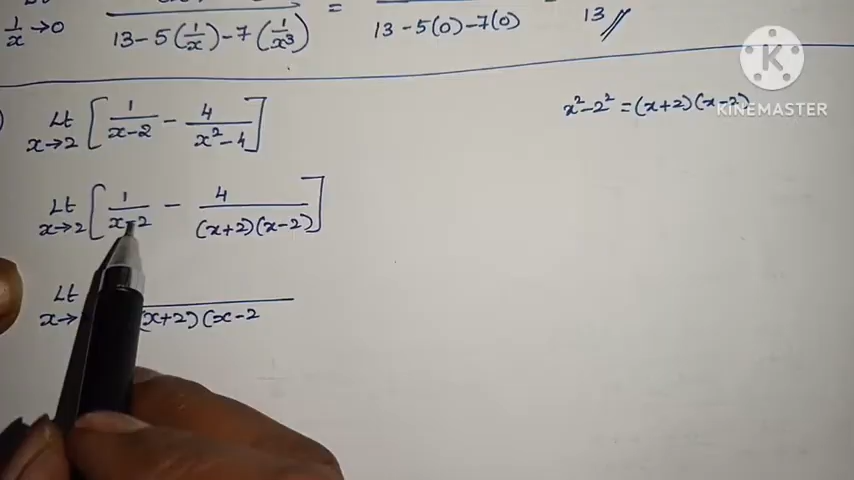 1/x → 0   13 - 5(1/x) - 7(1/x³)   =   13 - 5(0) - 7(0)   13 //
K
KINEMASTER
Lt x→2 [ 1/(x-2) - 4/(x²-4) ]   x² - 2² = (x+2)(x-2)
Lt x→2 [ 1/(x-2) - 4/((x+2)(x-2)) ]
Lt x→   (x+2)(x-2